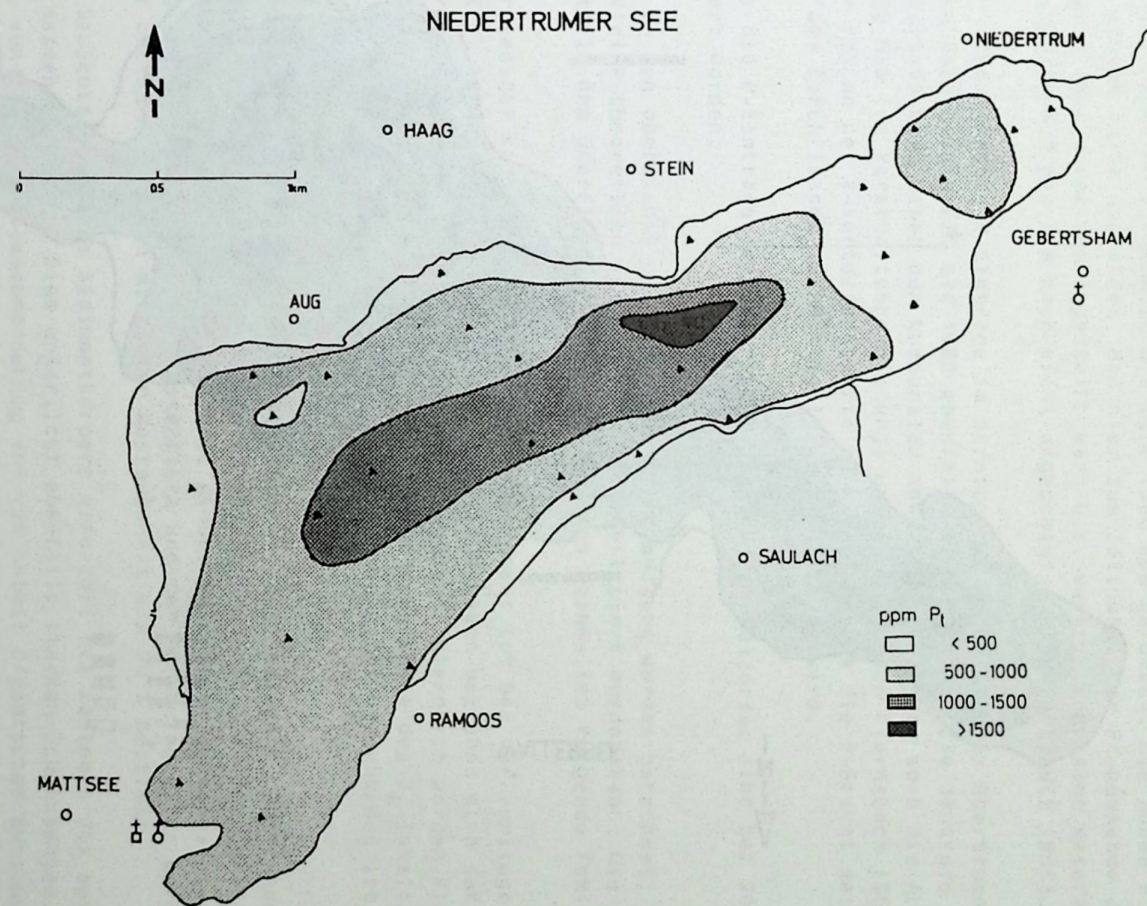 NIEDERTRUMER SEE
N
NIEDERTRUM
HAAG
STEIN
0 0.5 1km
GEBERTSHAM
AUG
SAULACH
ppm Pt
< 500
500-1000
1000-1500
>1500
RAMOOS
MATTSEE